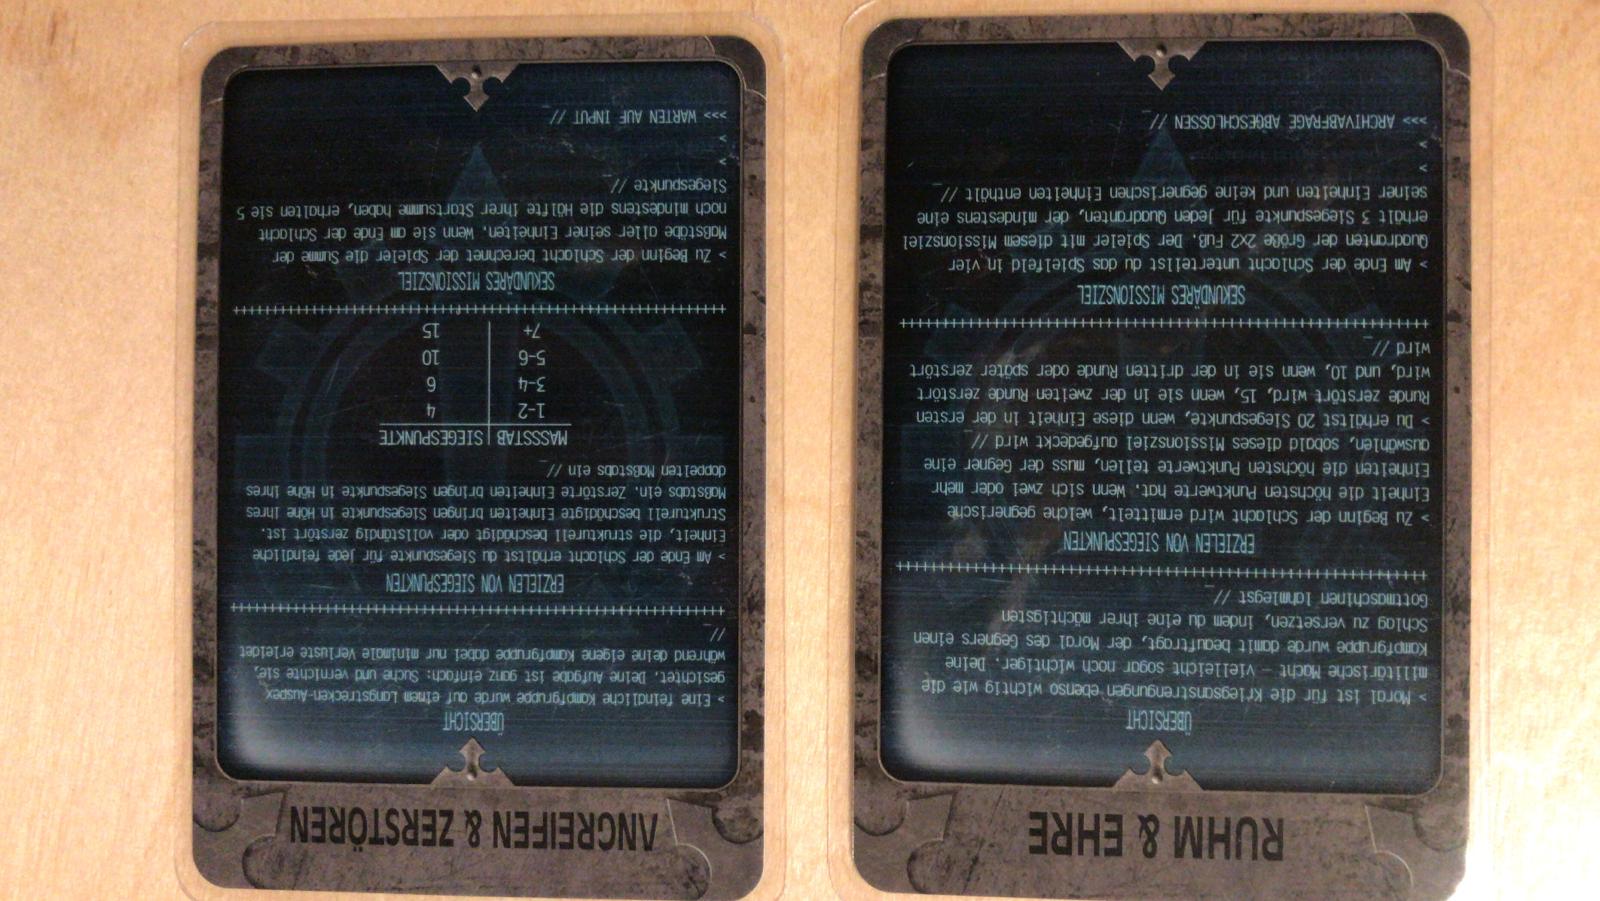 RUHM & EHRE
ÜBERSICHT
> Moral ist für die Kriegsanstrengungen ebenso wichtig wie die
militärische Macht – vielleicht sogar noch wichtiger. Deine
Kampfgruppe wurde damit beauftragt, der Moral des Gegners einen
Schlag zu versetzen, indem du eine ihrer mächtigsten
Gottmaschinen lahmlegst //_
++++++++++++++++++++++++++++++++++++++++++++++++++++++++++++++++
ERZIELEN VON SIEGESPUNKTEN
> Zu Beginn der Schlacht wird ermittelt, welche gegnerische
Einheit die höchsten Punktwerte hat. Wenn sich zwei oder mehr
Einheiten die höchsten Punktwerte teilen, muss der Gegner eine
auswählen, sobald dieses Missionsziel aufgedeckt wird //_
> Du erhältst 20 Siegespunkte, wenn diese Einheit in der ersten
Runde zerstört wird, 15, wenn sie in der zweiten Runde zerstört
wird, und 10, wenn sie in der dritten Runde oder später zerstört
wird //_
++++++++++++++++++++++++++++++++++++++++++++++++++++++++++++++++
SEKUNDÄRES MISSIONSZIEL
> Am Ende der Schlacht unterteilst du das Spielfeld in vier
Quadranten der Größe 2x2 Fuß. Der Spieler mit diesem Missionsziel
erhält 3 Siegespunkte für jeden Quadranten, der mindestens eine
seiner Einheiten und keine gegnerischen Einheiten enthält //_
>
>
>>> ARCHIVABFRAGE ABGESCHLOSSEN //_
ANGREIFEN & ZERSTÖREN
ÜBERSICHT
> Eine feindliche Kampfgruppe wurde auf einem Langstrecken-Auspex
gesichtet. Deine Aufgabe ist ganz einfach: Suche und vernichte sie,
während deine eigene Kampfgruppe dabei nur minimale Verluste erleidet
//_
++++++++++++++++++++++++++++++++++++++++++++++++++++++++++++++++
ERZIELEN VON SIEGESPUNKTEN
> Am Ende der Schlacht erhältst du Siegespunkte für jede feindliche
Einheit, die strukturell beschädigt oder vollständig zerstört ist.
Strukturell beschädigte Einheiten bringen Siegespunkte in Höhe ihres
Maßstabs ein. Zerstörte Einheiten bringen Siegespunkte in Höhe ihres
doppelten Maßstabs ein //_
MASSSTAB | SIEGESPUNKTE
1-2 4
3-4 6
5-6 10
7+ 15
++++++++++++++++++++++++++++++++++++++++++++++++++++++++++++++++
SEKUNDÄRES MISSIONSZIEL
> Zu Beginn der Schlacht berechnet der Spieler die Summe der
Maßstäbe aller seiner Einheiten. Wenn sie am Ende der Schlacht
noch mindestens die Hälfte ihrer Startsumme haben, erhalten sie 5
Siegespunkte //_
>
>
>>> WARTEN AUF INPUT //_